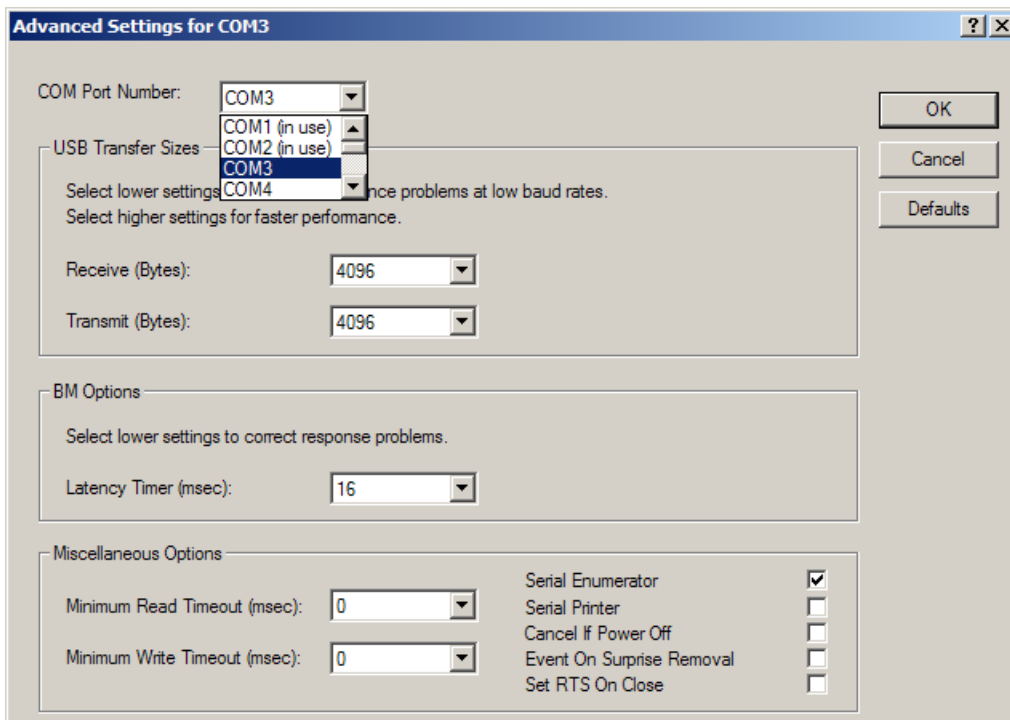 Advanced Settings for COM3
COM Port Number:
COM3
COM1 (in use)
COM2 (in use)
COM3
COM4
OK
Cancel
Defaults
USB Transfer Sizes
Select lower settings ance problems at low baud rates.
Select higher settings for faster performance.
Receive (Bytes): 4096
Transmit (Bytes): 4096
BM Options
Select lower settings to correct response problems.
Latency Timer (msec): 16
Miscellaneous Options
Minimum Read Timeout (msec): 0
Minimum Write Timeout (msec): 0
Serial Enumerator
Serial Printer
Cancel If Power Off
Event On Surprise Removal
Set RTS On Close